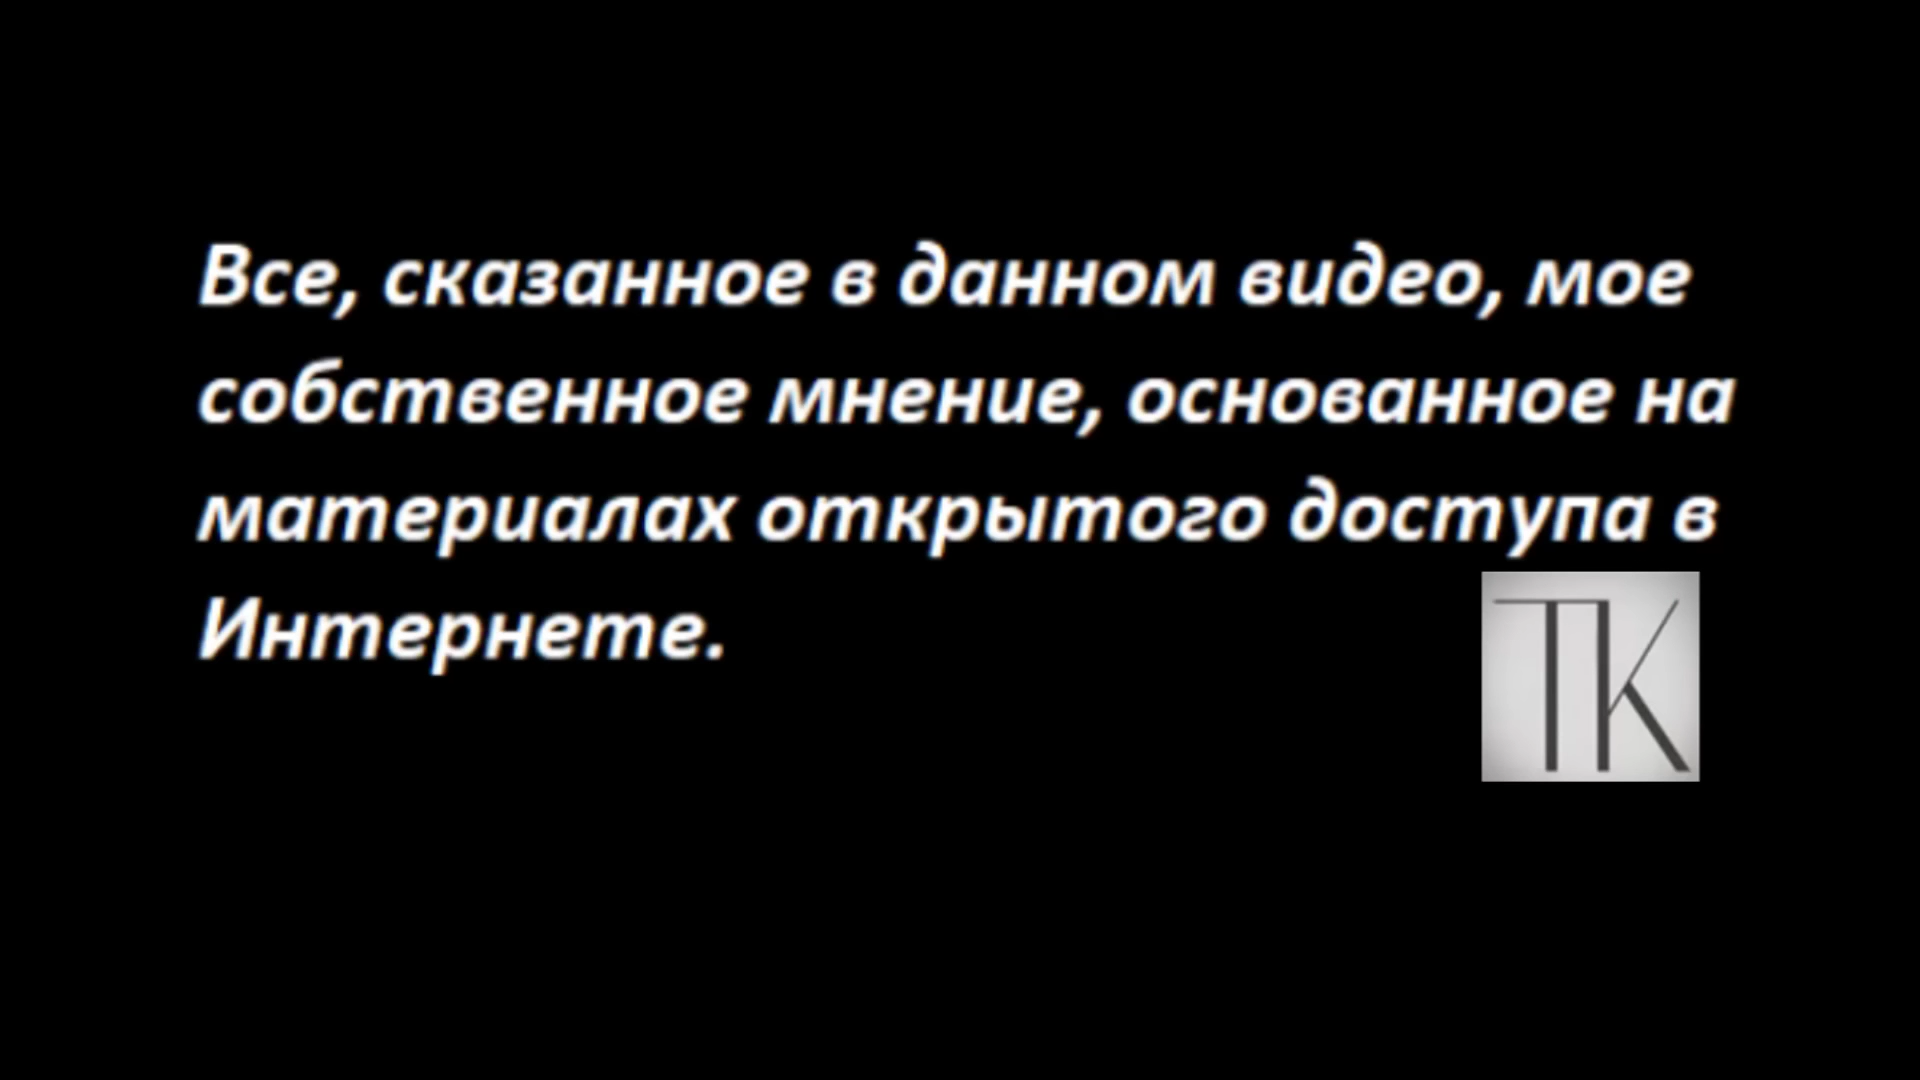 Все, сказанное в данном видео, мое
собственное мнение, основанное на
материалах открытого доступа в
Интернете.
TK